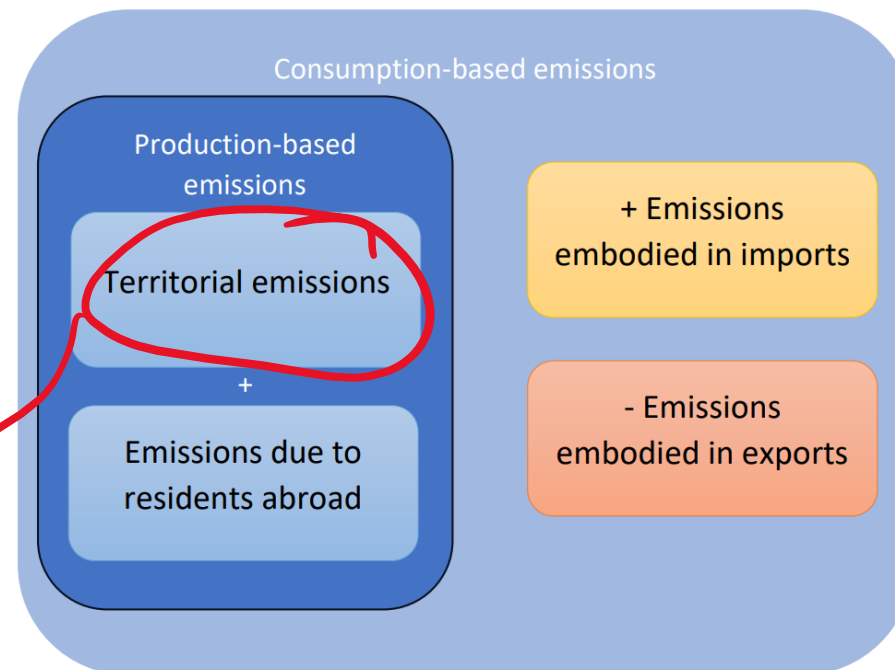 Consumption-based emissions
Production-based
emissions
Territorial emissions
+
Emissions due to
residents abroad
+ Emissions
embodied in imports
- Emissions
embodied in exports